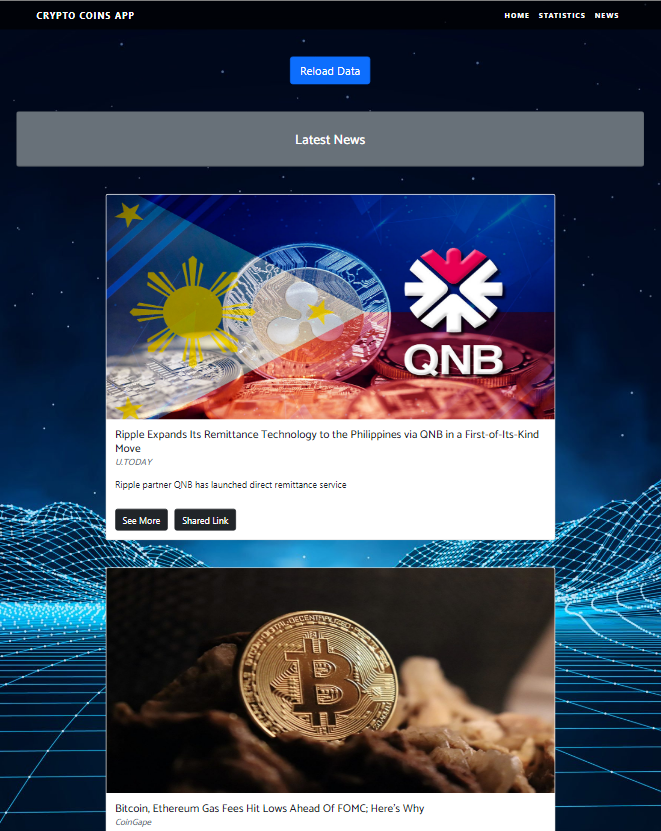 CRYPTO COINS APP
HOME STATISTICS NEWS
Reload Data
Latest News
QNB
Ripple Expands Its Remittance Technology to the Philippines via QNB in a First-of-Its-Kind
Move
U.TODAY
Ripple partner QNB has launched direct remittance service
See More Shared Link
Bitcoin, Ethereum Gas Fees Hit Lows Ahead Of FOMC; Here's Why
CoinGape